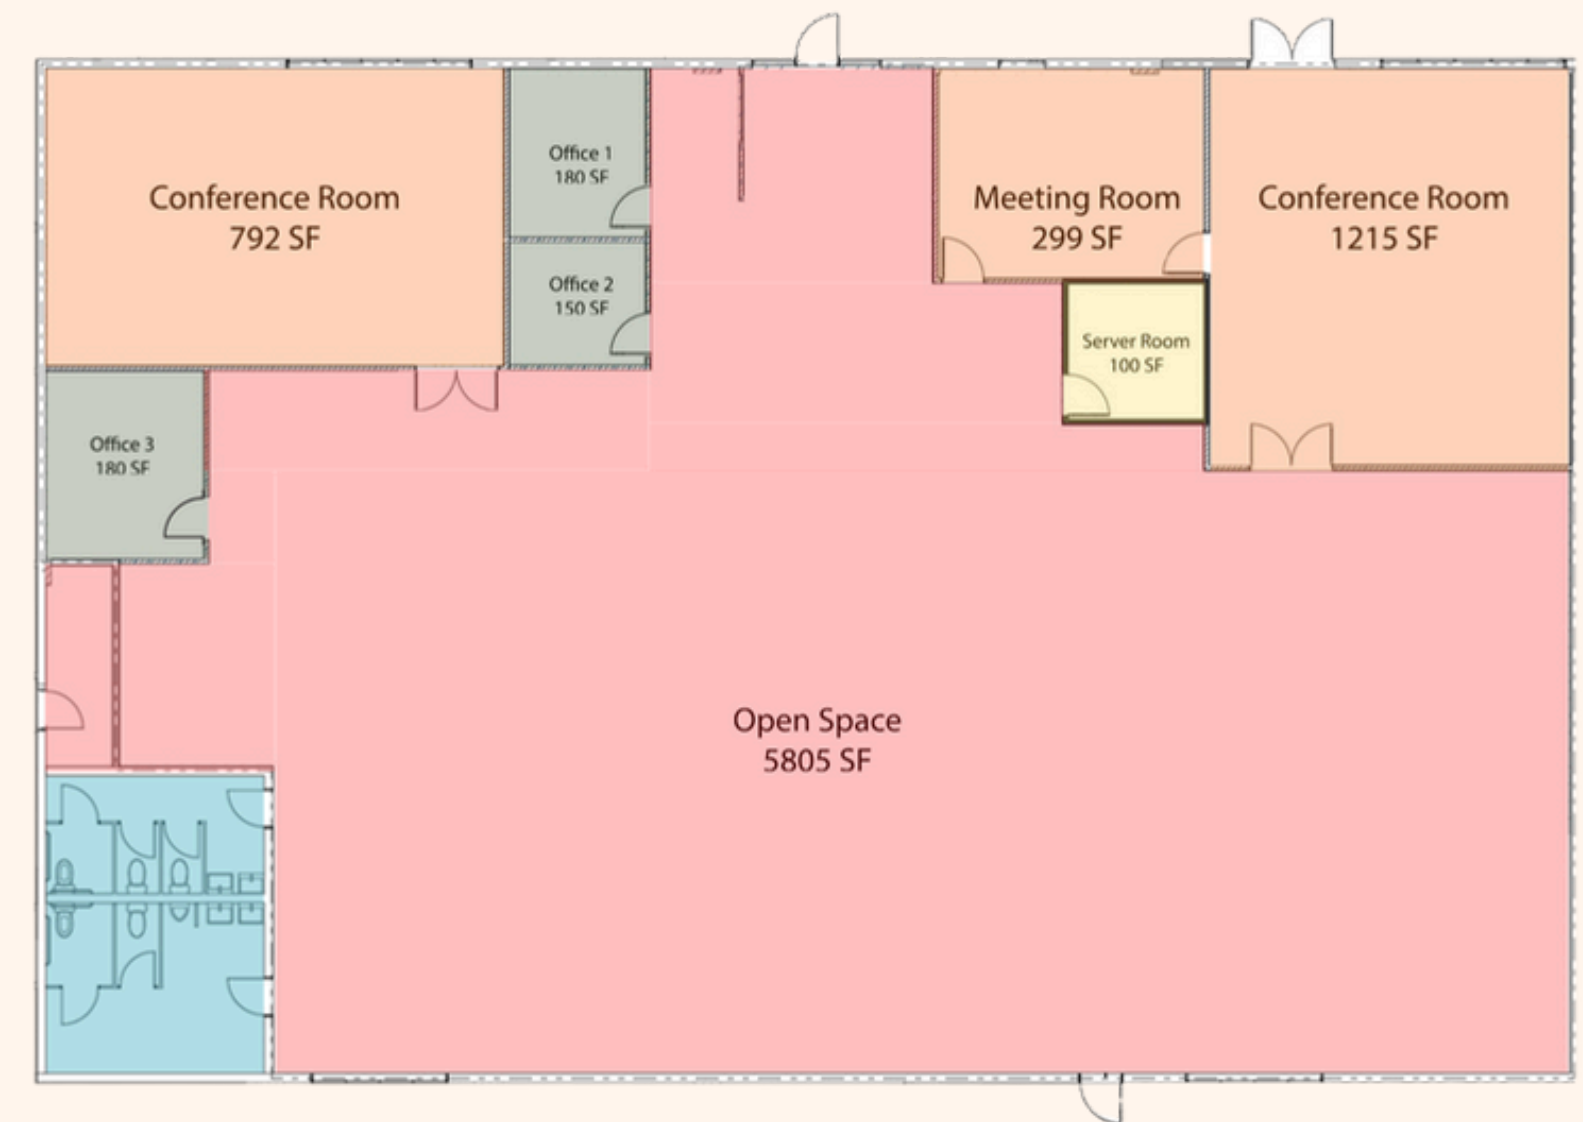 Conference Room
792 SF
Office 1
180 SF
Office 2
150 SF
Meeting Room
299 SF
Conference Room
1215 SF
Server Room
100 SF
Office 3
180 SF
Open Space
5805 SF